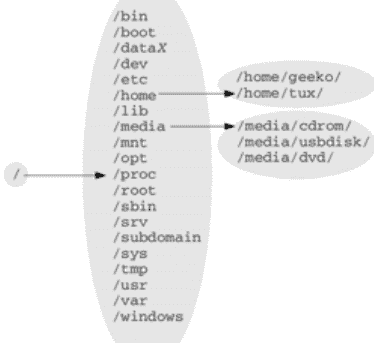 /
/bin
/boot
/dataX
/dev
/etc
/home
/lib
/media
/mnt
/opt
/proc
/root
/sbin
/srv
/subdomain
/sys
/tmp
/usr
/var
/windows
/home/geeko/
/home/tux/
/media/cdrom/
/media/usbdisk/
/media/dvd/